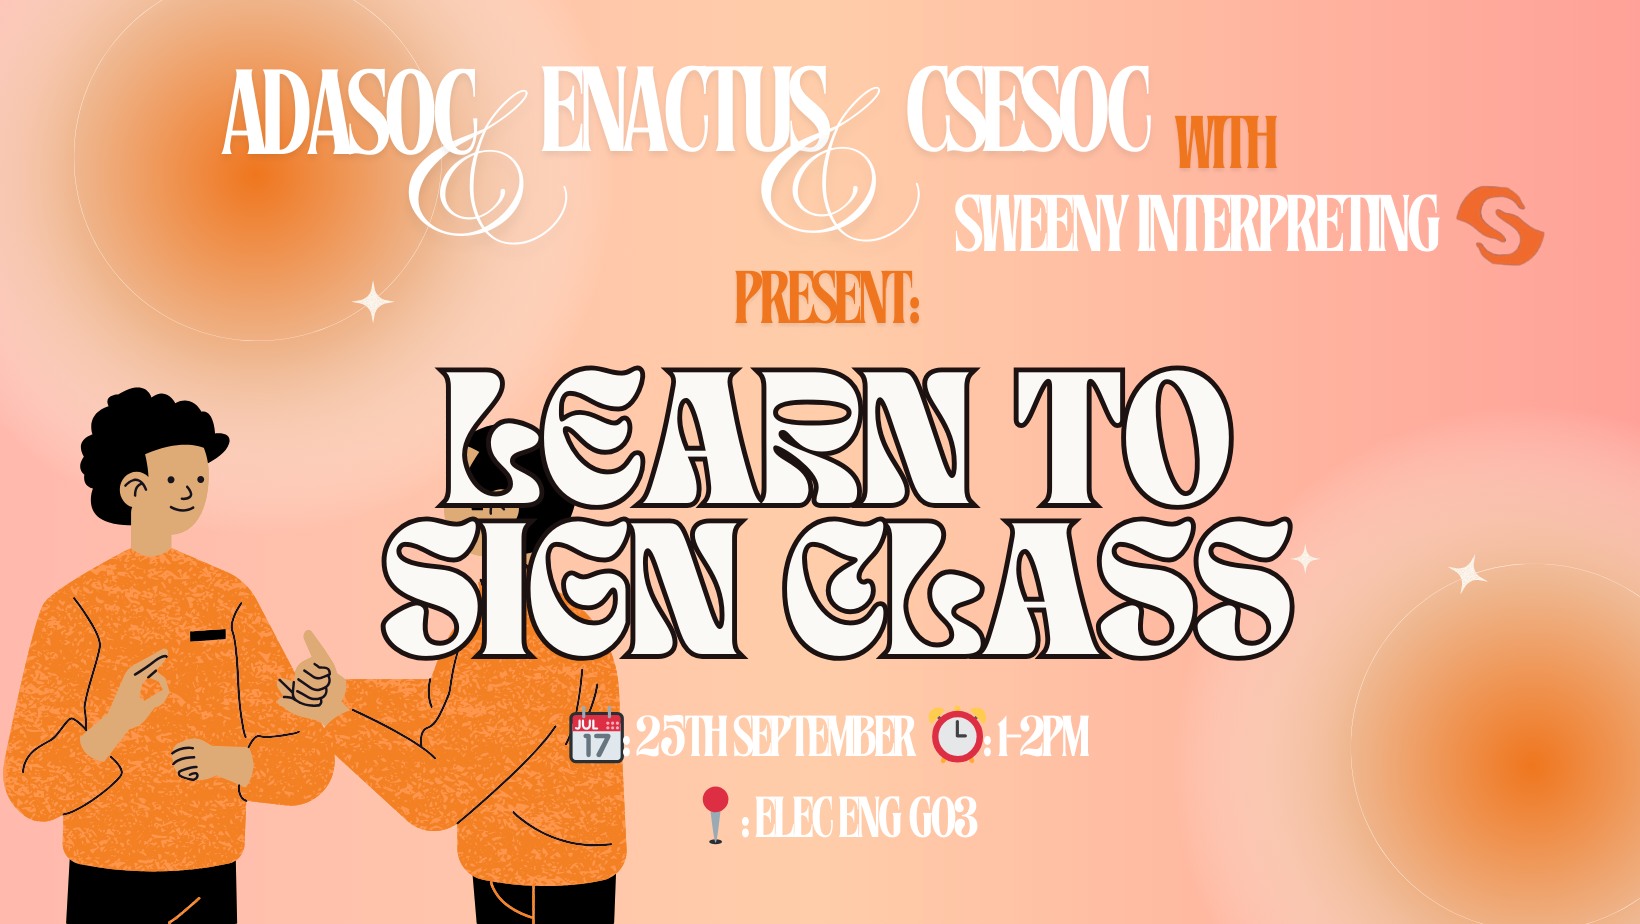 ADASOC & ENACTUS & CSESOC WITH
SWEENY INTERPRETING S
PRESENT:
LEARN TO
SIGN CLASS
JUL
17 : 25TH SEPTEMBER : 1-2PM
: ELEC ENG G03